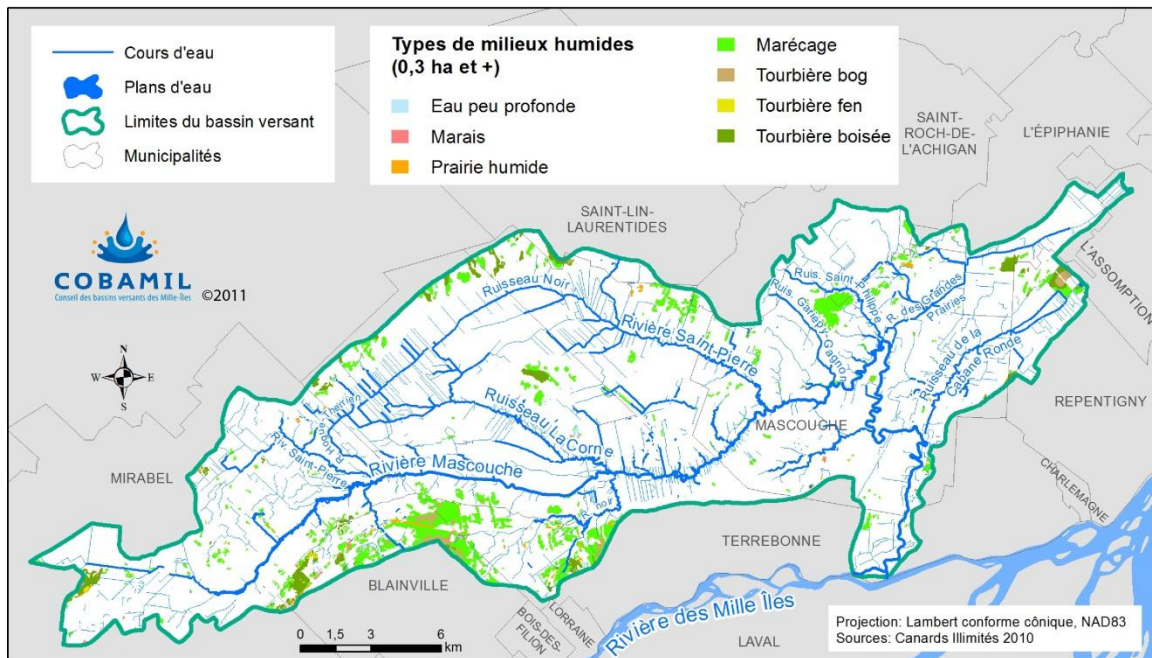 Cours d'eau
Plans d'eau
Limites du bassin versant
Municipalités
Types de milieux humides
(0,3 ha et +)
Eau peu profonde
Marais
Prairie humide
Marécage
Tourbière bog
Tourbière fen
Tourbière boisée
COBAMIL
Conseil des bassins versants des Mille-Îles
©2011
N
W E
S
SAINT-
ROCH-DE-
L'ACHIGAN
L'ÉPIPHANIE
SAINT-LIN-
LAURENTIDES
L'ASSOMPTION
Ruisseau Noir
Ruis. Saint Philippe
Ruis. Gariepy-Gagnon
R. des Grandes
Prairies
Rivière Saint-Pierre
Ruisseau de la
Cabane Ronde
REPENTIGNY
Ruisseau LaCorne
MASCOUCHE
Riv. Saint-Pierre
MIRABEL
Rivière Mascouche
R. noir
CHARLEMAGNE
TERREBONNE
BLAINVILLE
LORRAINE
BOIS-DES-
FILION
Rivière des Mille Îles
LAVAL
0 1,5 3 6
km
Projection: Lambert conforme cônique, NAD83
Sources: Canards Illimités 2010